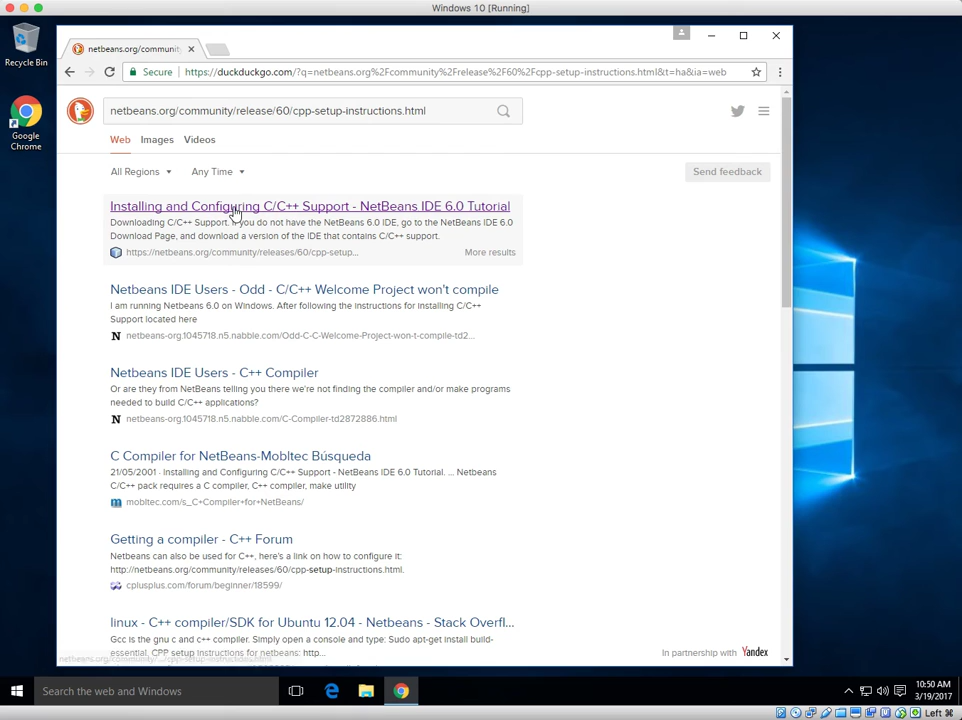 Windows 10 [Running]
Recycle Bin
Google
Chrome
netbeans.org/communit
Secure https://duckduckgo.com/?q=netbeans.org%2Fcommunity%2Frelease%2F60%2Fcpp-setup-instructions.html&t=ha&ia=web
netbeans.org/community/release/60/cpp-setup-instructions.html
Web Images Videos
All Regions Any Time Send feedback
Installing and Configuring C/C++ Support - NetBeans IDE 6.0 Tutorial
Downloading C/C++ Support. If you do not have the NetBeans 6.0 IDE, go to the NetBeans IDE 6.0
Download Page, and download a version of the IDE that contains C/C++ support.
https://netbeans.org/community/releases/60/cpp-setup... More results
Netbeans IDE Users - Odd - C/C++ Welcome Project won't compile
I am running Netbeans 6.0 on Windows. After following the instructions for installing C/C++
Support located here
netbeans-org.1045718.n5.nabble.com/Odd-C-C-Welcome-Project-won-t-compile-td2...
Netbeans IDE Users - C++ Compiler
Or are they from NetBeans telling you there we're not finding the compiler and/or make programs
needed to build C/C++ applications?
netbeans-org.1045718.n5.nabble.com/C-Compiler-td2872886.html
C Compiler for NetBeans-Mobltec Búsqueda
21/05/2001 · Installing and Configuring C/C++ Support - NetBeans IDE 6.0 Tutorial. ... Netbeans
C/C++ pack requires a C compiler, C++ compiler, make utility
mobltec.com/s_C+Compiler+for+NetBeans/
Getting a compiler - C++ Forum
Netbeans can also be used for C++, here's a link on how to configure it:
http://netbeans.org/community/releases/60/cpp-setup-instructions.html.
cplusplus.com/forum/beginner/18599/
linux - C++ compiler/SDK for Ubuntu 12.04 - Netbeans - Stack Overfl...
Gcc is the gnu c and c++ compiler. Simply open a console and type: Sudo apt-get install build-
essential. CPP setup instructions for netbeans: http...
In partnership with Yandex
Search the web and Windows
10:50 AM
3/19/2017
Left ⌘